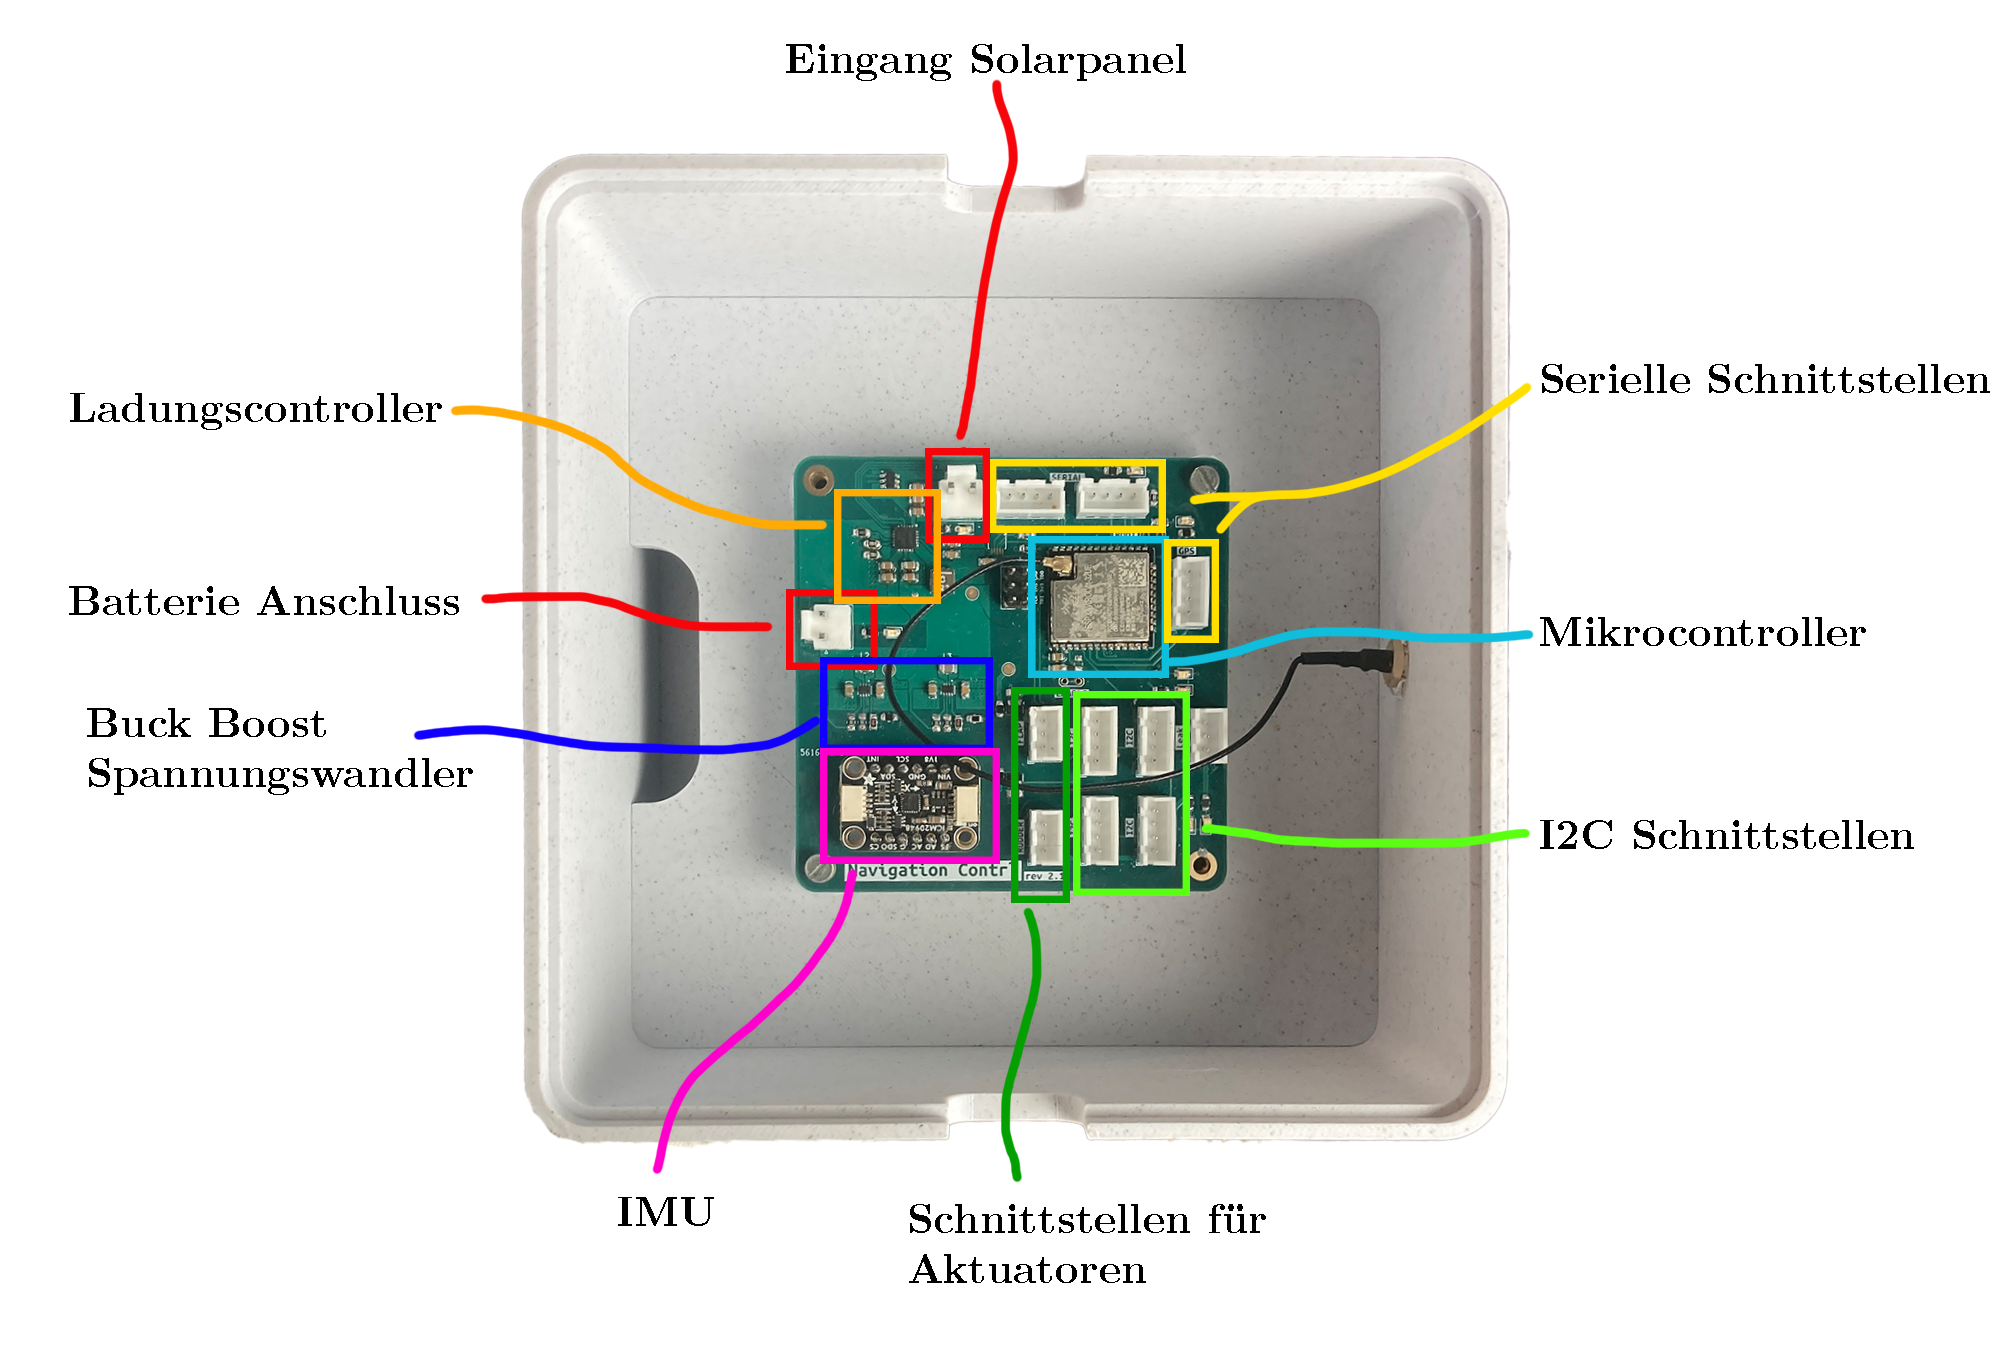 Eingang Solarpanel
Serielle Schnittstellen
Ladungscontroller
SERIAL
GPS
Batterie Anschluss
Mikrocontroller
Buck Boost
Spannungswandler
I2C
I2C
INT
SDA
SCL
GND
1V8
VIN
ICM20948
CS
SDO
AC
AD
I2C
I2C Schnittstellen
Navigation Contr
rev 2.
IMU
Schnittstellen für
Aktuatoren